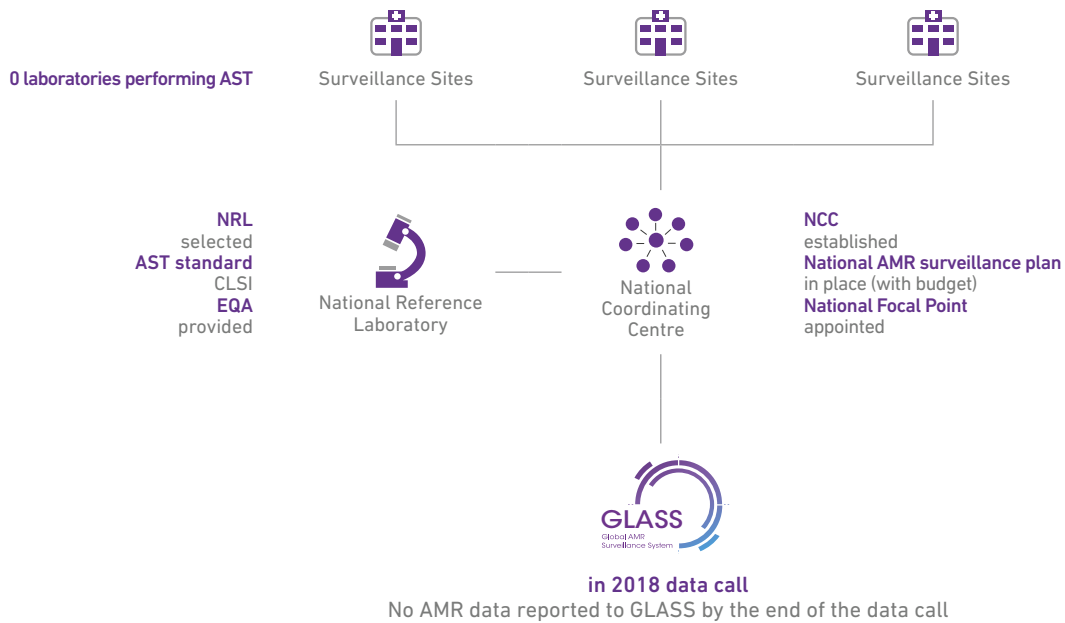 0 laboratories performing AST
Surveillance Sites
Surveillance Sites
Surveillance Sites
NRL
selected
AST standard
CLSI
EQA
provided
National Reference
Laboratory
National
Coordinating
Centre
NCC
established
National AMR surveillance plan
in place (with budget)
National Focal Point
appointed
GLASS
Global AMR
Surveillance System
in 2018 data call
No AMR data reported to GLASS by the end of the data call